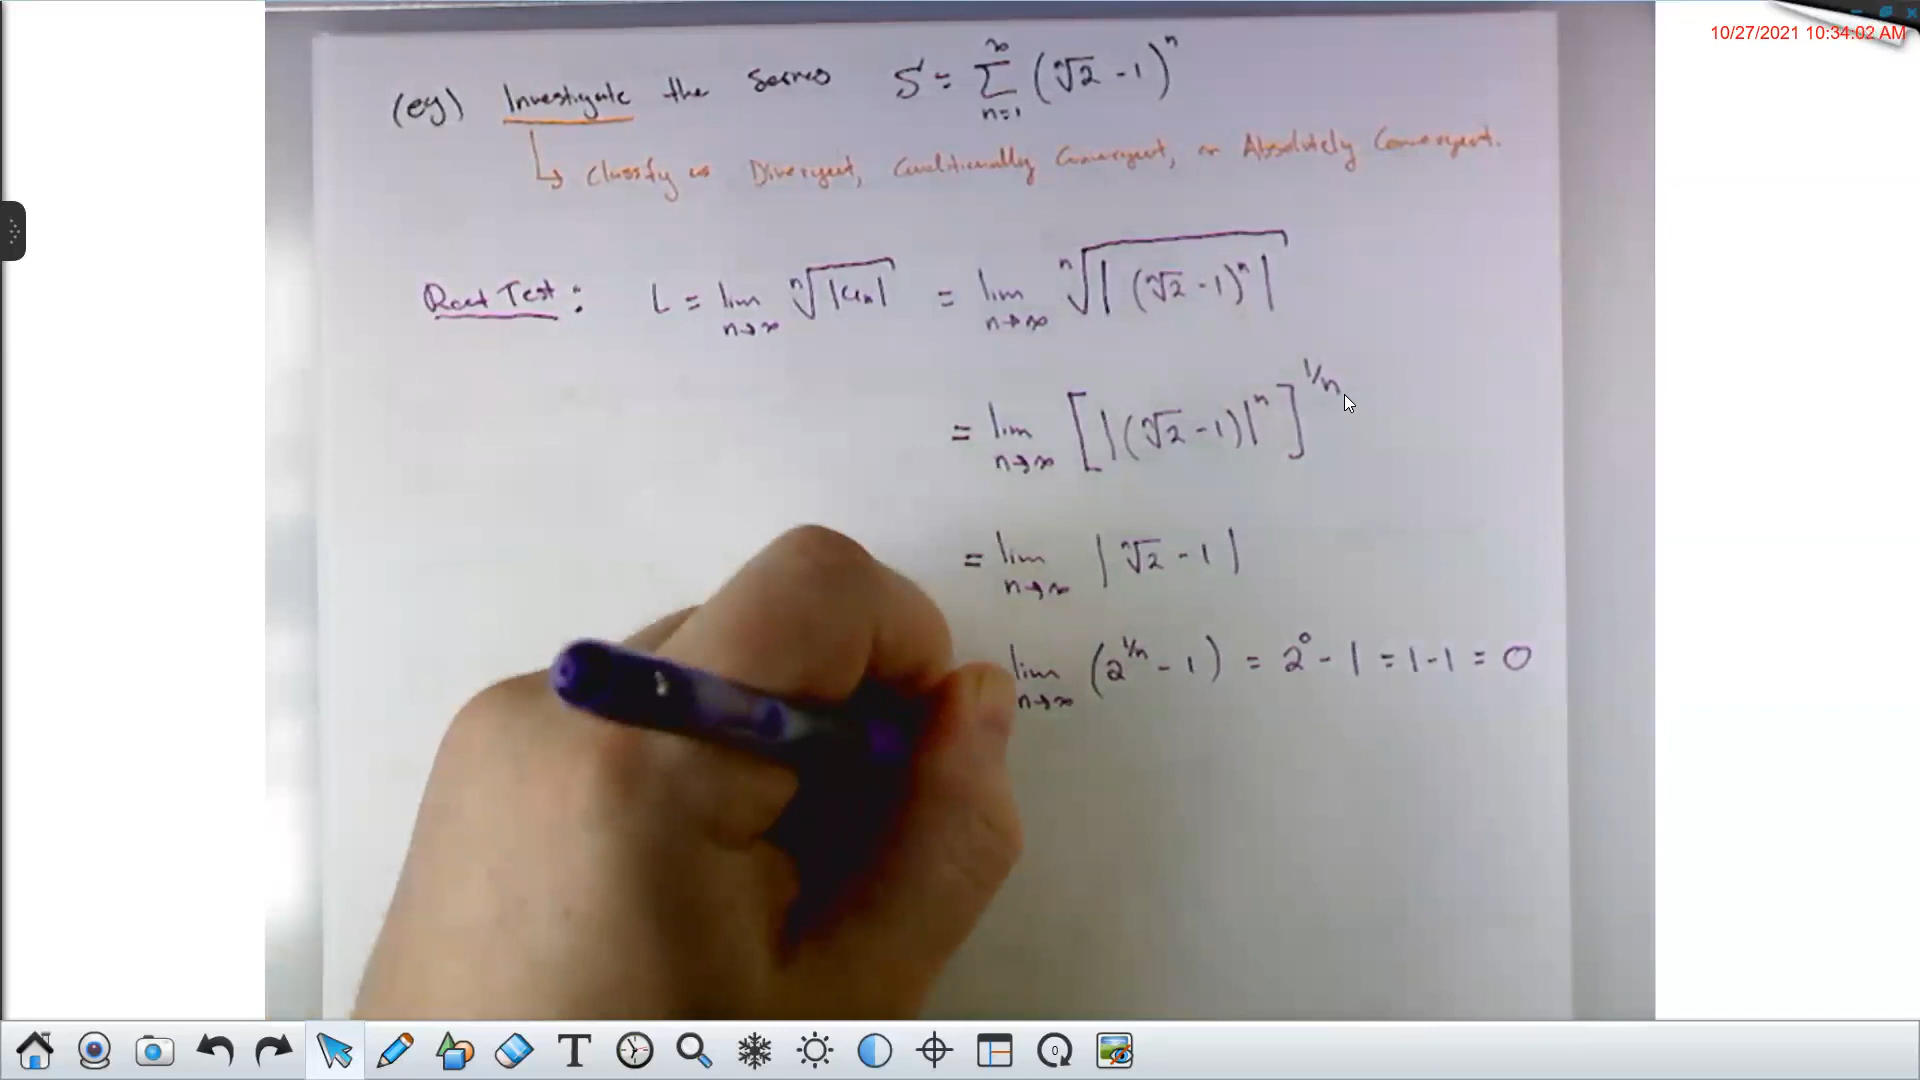 10/27/2021 10:34:02 AM
(eg) Investigate the series S = ∑_{n=1}^{∞} (ⁿ√2 - 1)^n
↳ Classify as Divergent, Conditionally Convergent, or Absolutely Convergent.
Root Test: L = lim_{n→∞} ⁿ√|aₙ| = lim_{n→∞} ⁿ√|(ⁿ√2 - 1)^n|
= lim_{n→∞} [|(ⁿ√2 - 1)|^n]^{1/n}
= lim_{n→∞} |ⁿ√2 - 1|
lim_{n→∞} (2^{1/n} - 1) = 2^0 - 1 = 1 - 1 = 0
T
0